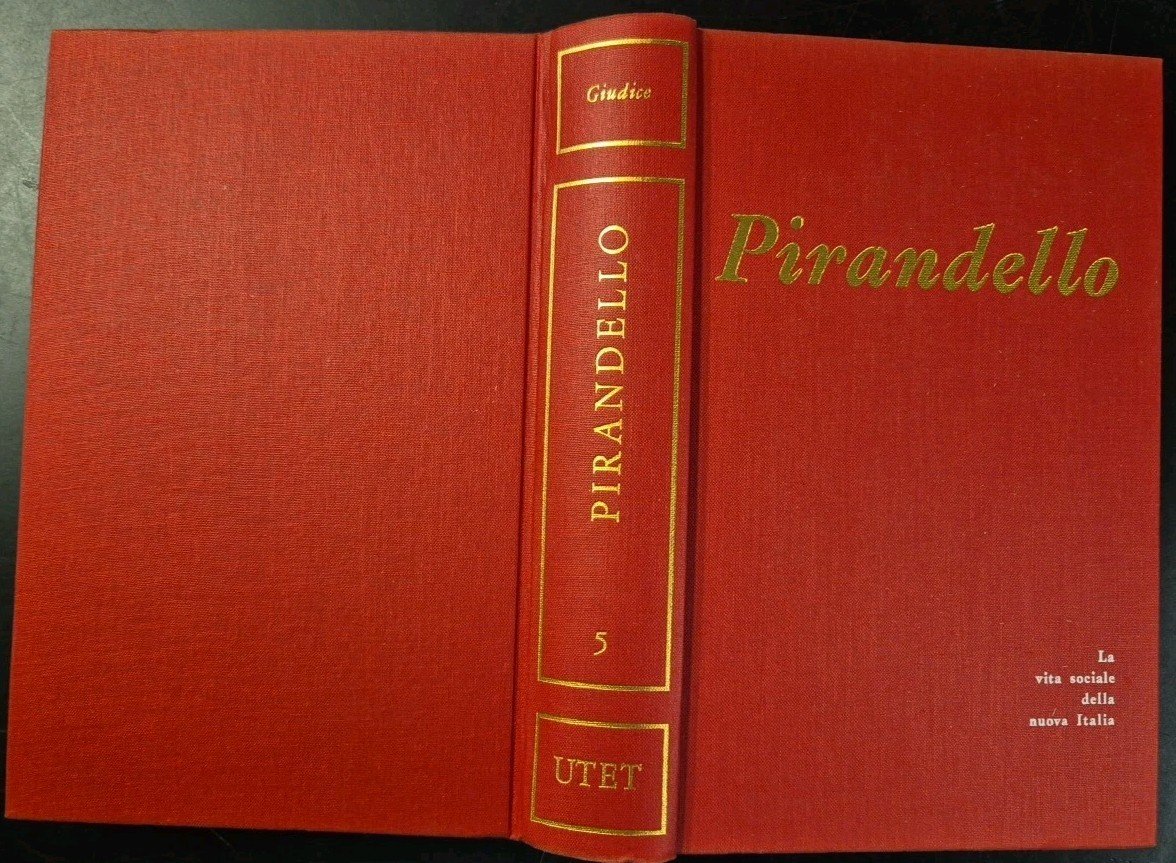 Giudice
PIRANDELLO
5
UTET
Pirandello
La
vita sociale
della
nuova Italia